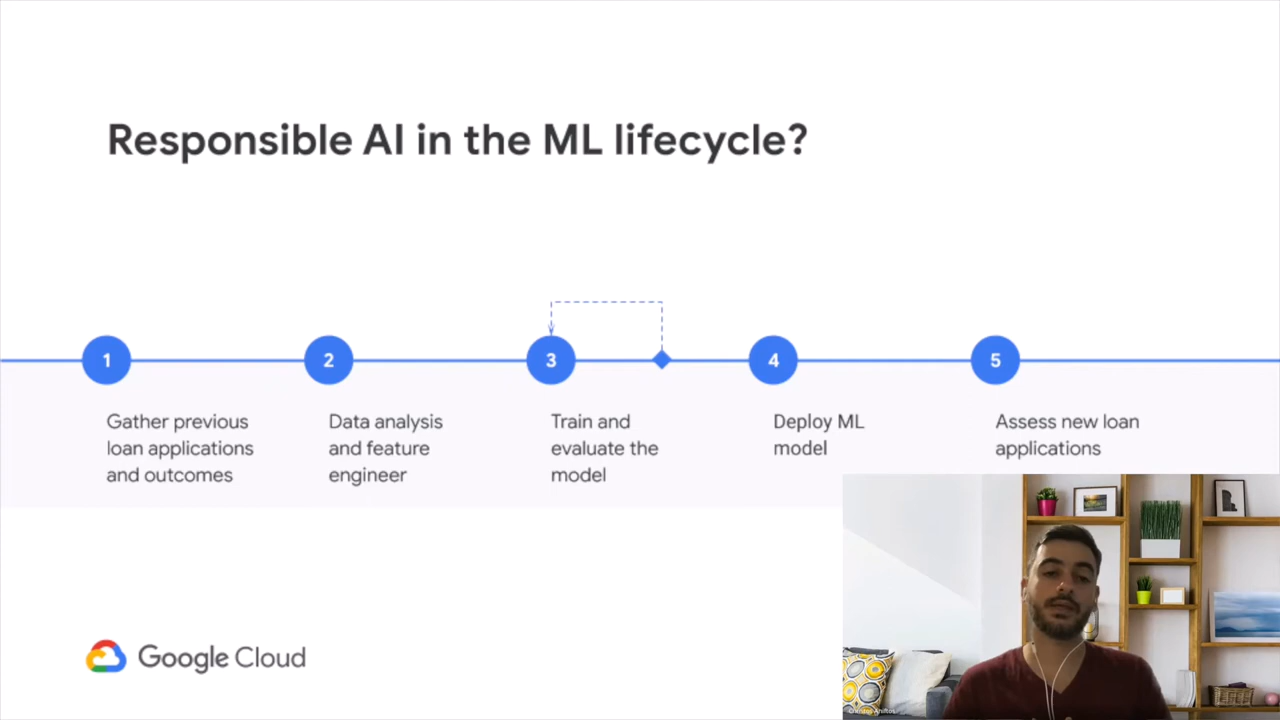 Responsible AI in the ML lifecycle?
1
2
3
4
5
Gather previous
loan applications
and outcomes
Data analysis
and feature
engineer
Train and
evaluate the
model
Deploy ML
model
Assess new loan
applications
Google Cloud